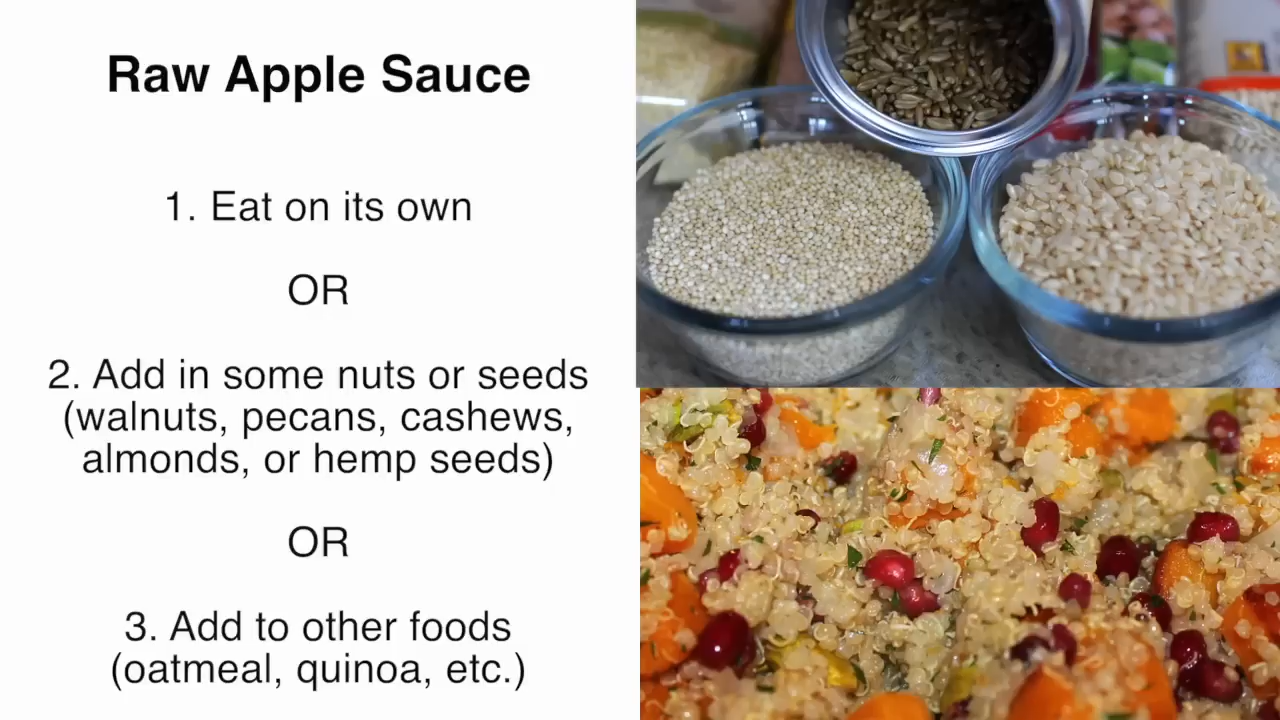 Raw Apple Sauce
1. Eat on its own
OR
2. Add in some nuts or seeds
(walnuts, pecans, cashews,
almonds, or hemp seeds)
OR
3. Add to other foods
(oatmeal, quinoa, etc.)